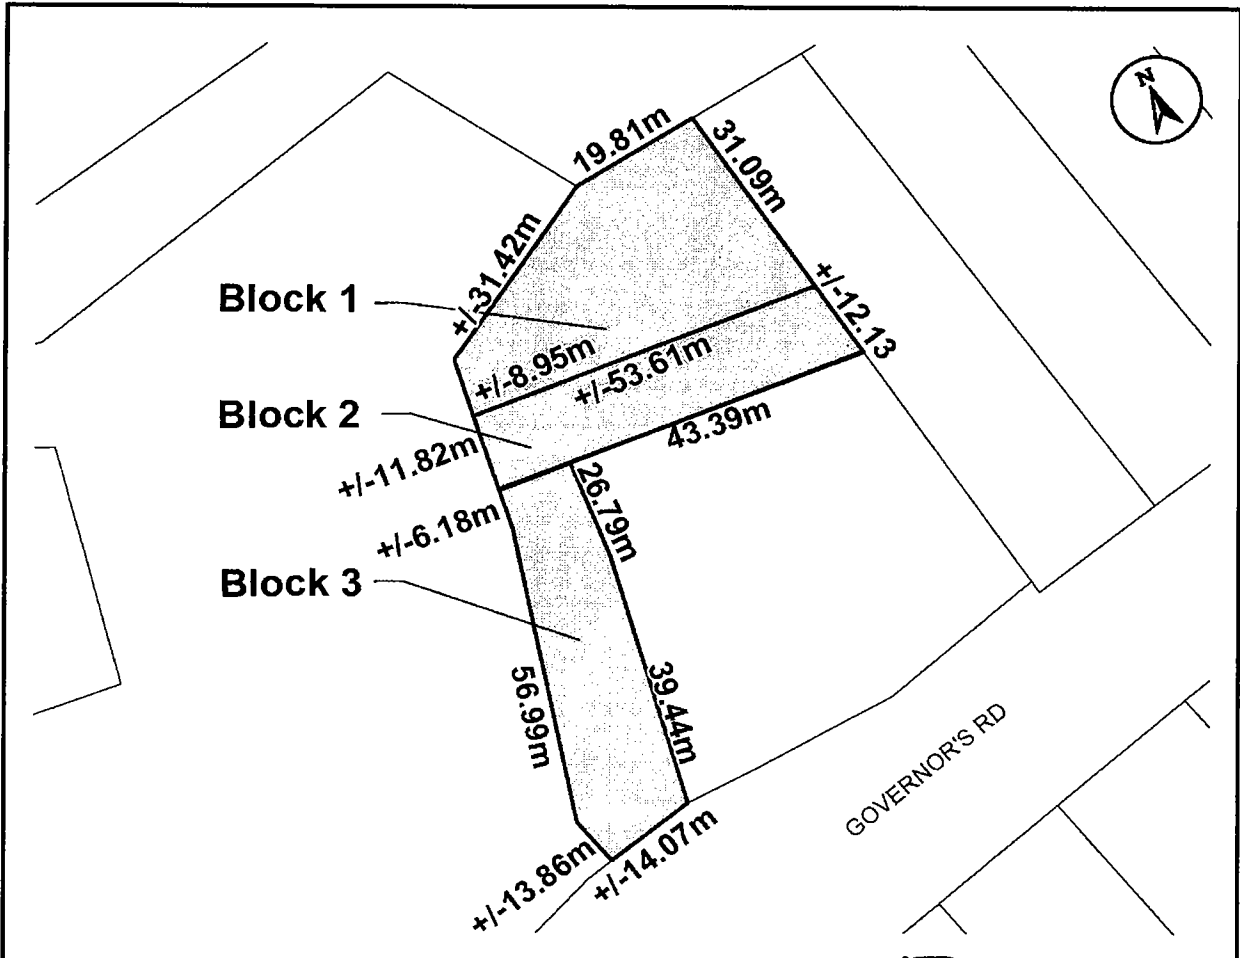 N
19.81m
31.09m
+/-31.42m
+/-12.13
Block 1
+/-8.95m
+/-53.61m
Block 2
43.39m
+/-11.82m
26.79m
+/-6.18m
Block 3
39.44m
56.99m
GOVERNOR'S RD
+/-14.07m
+/-13.86m